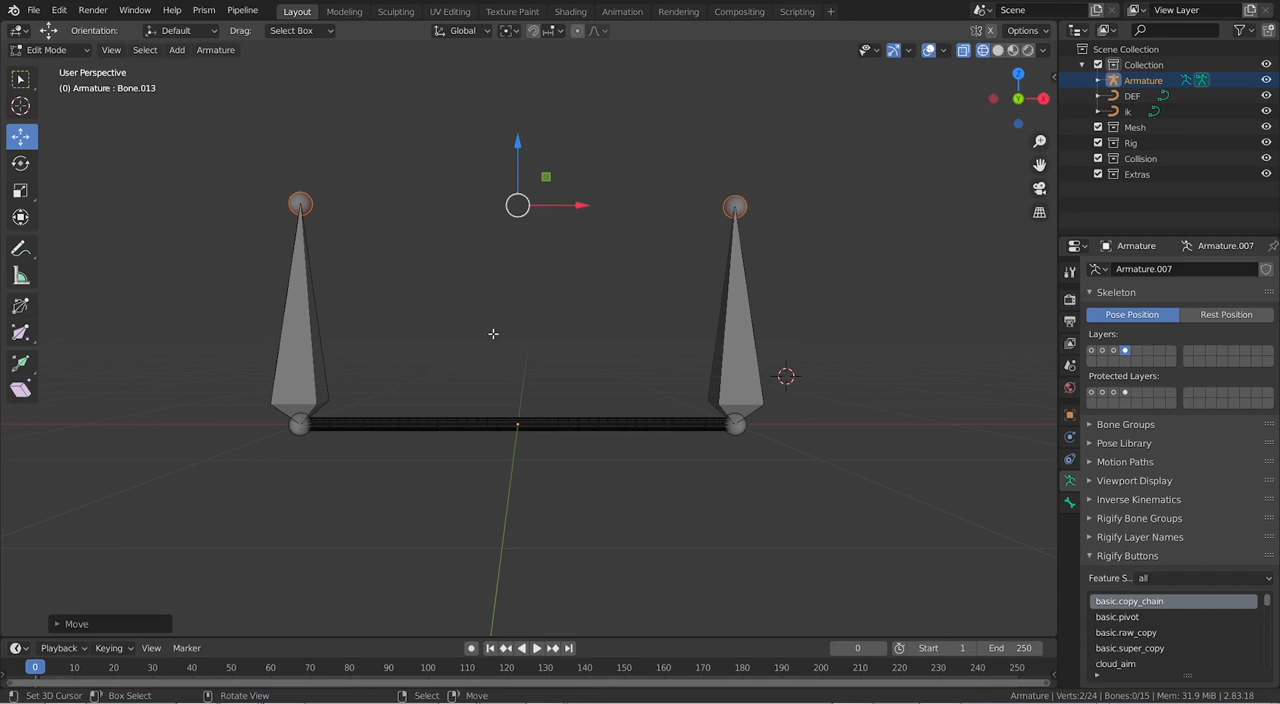 File Edit Render Window Help Prism Pipeline Layout Modeling Sculpting UV Editing Texture Paint Shading Animation Rendering Compositing Scripting + Scene View Layer
Orientation: Default Drag: Select Box Global Options
Edit Mode View Select Add Armature
User Perspective
(0) Armature : Bone.013
Z
Y
X
Move
Scene Collection
Collection
Armature
DEF
ik
Mesh
Rig
Collision
Extras
Armature Armature.007
Armature.007
Skeleton
Pose Position Rest Position
Layers:
Protected Layers:
Bone Groups
Pose Library
Motion Paths
Viewport Display
Inverse Kinematics
Rigify Bone Groups
Rigify Layer Names
Rigify Buttons
Feature S... all
basic.copy_chain
basic.pivot
basic.raw_copy
basic.super_copy
cloud_aim
Playback Keying View Marker 0 Start 1 End 250
0 10 20 30 40 50 60 70 80 90 100 110 120 130 140 150 160 170 180 190 200 210 220 230 240 250
Set 3D Cursor Box Select Rotate View Select Move Armature | Verts:2/24 | Bones:0/15 | Mem: 31.9 MiB | 2.83.18